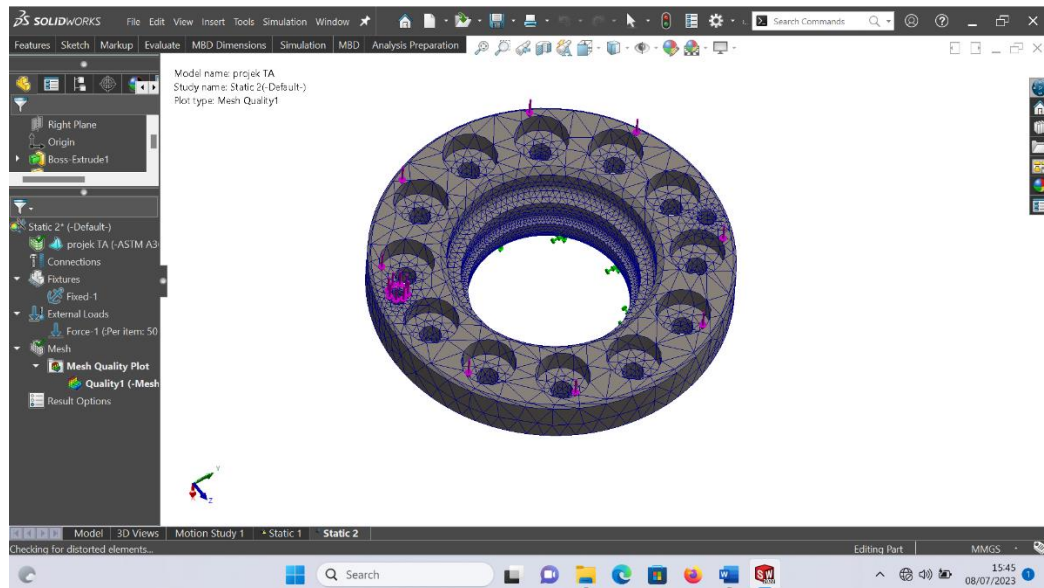 SOLIDWORKS File Edit View Insert Tools Simulation Window Search Commands
Features Sketch Markup Evaluate MBD Dimensions Simulation MBD Analysis Preparation
Model name: projek TA
Study name: Static 2(-Default-)
Plot type: Mesh Quality1
Right Plane
Origin
Boss-Extrude1
Static 2* (-Default-)
projek TA (-ASTM A3
Connections
Fixtures
Fixed-1
External Loads
Force-1 (:Per item: 50
Mesh
Mesh Quality Plot
Quality1 (-Mesh
Result Options
Y
Z
Model 3D Views Motion Study 1 Static 1 Static 2
Checking for distorted elements... Editing Part MMGS
Search
15:45
08/07/2023 1